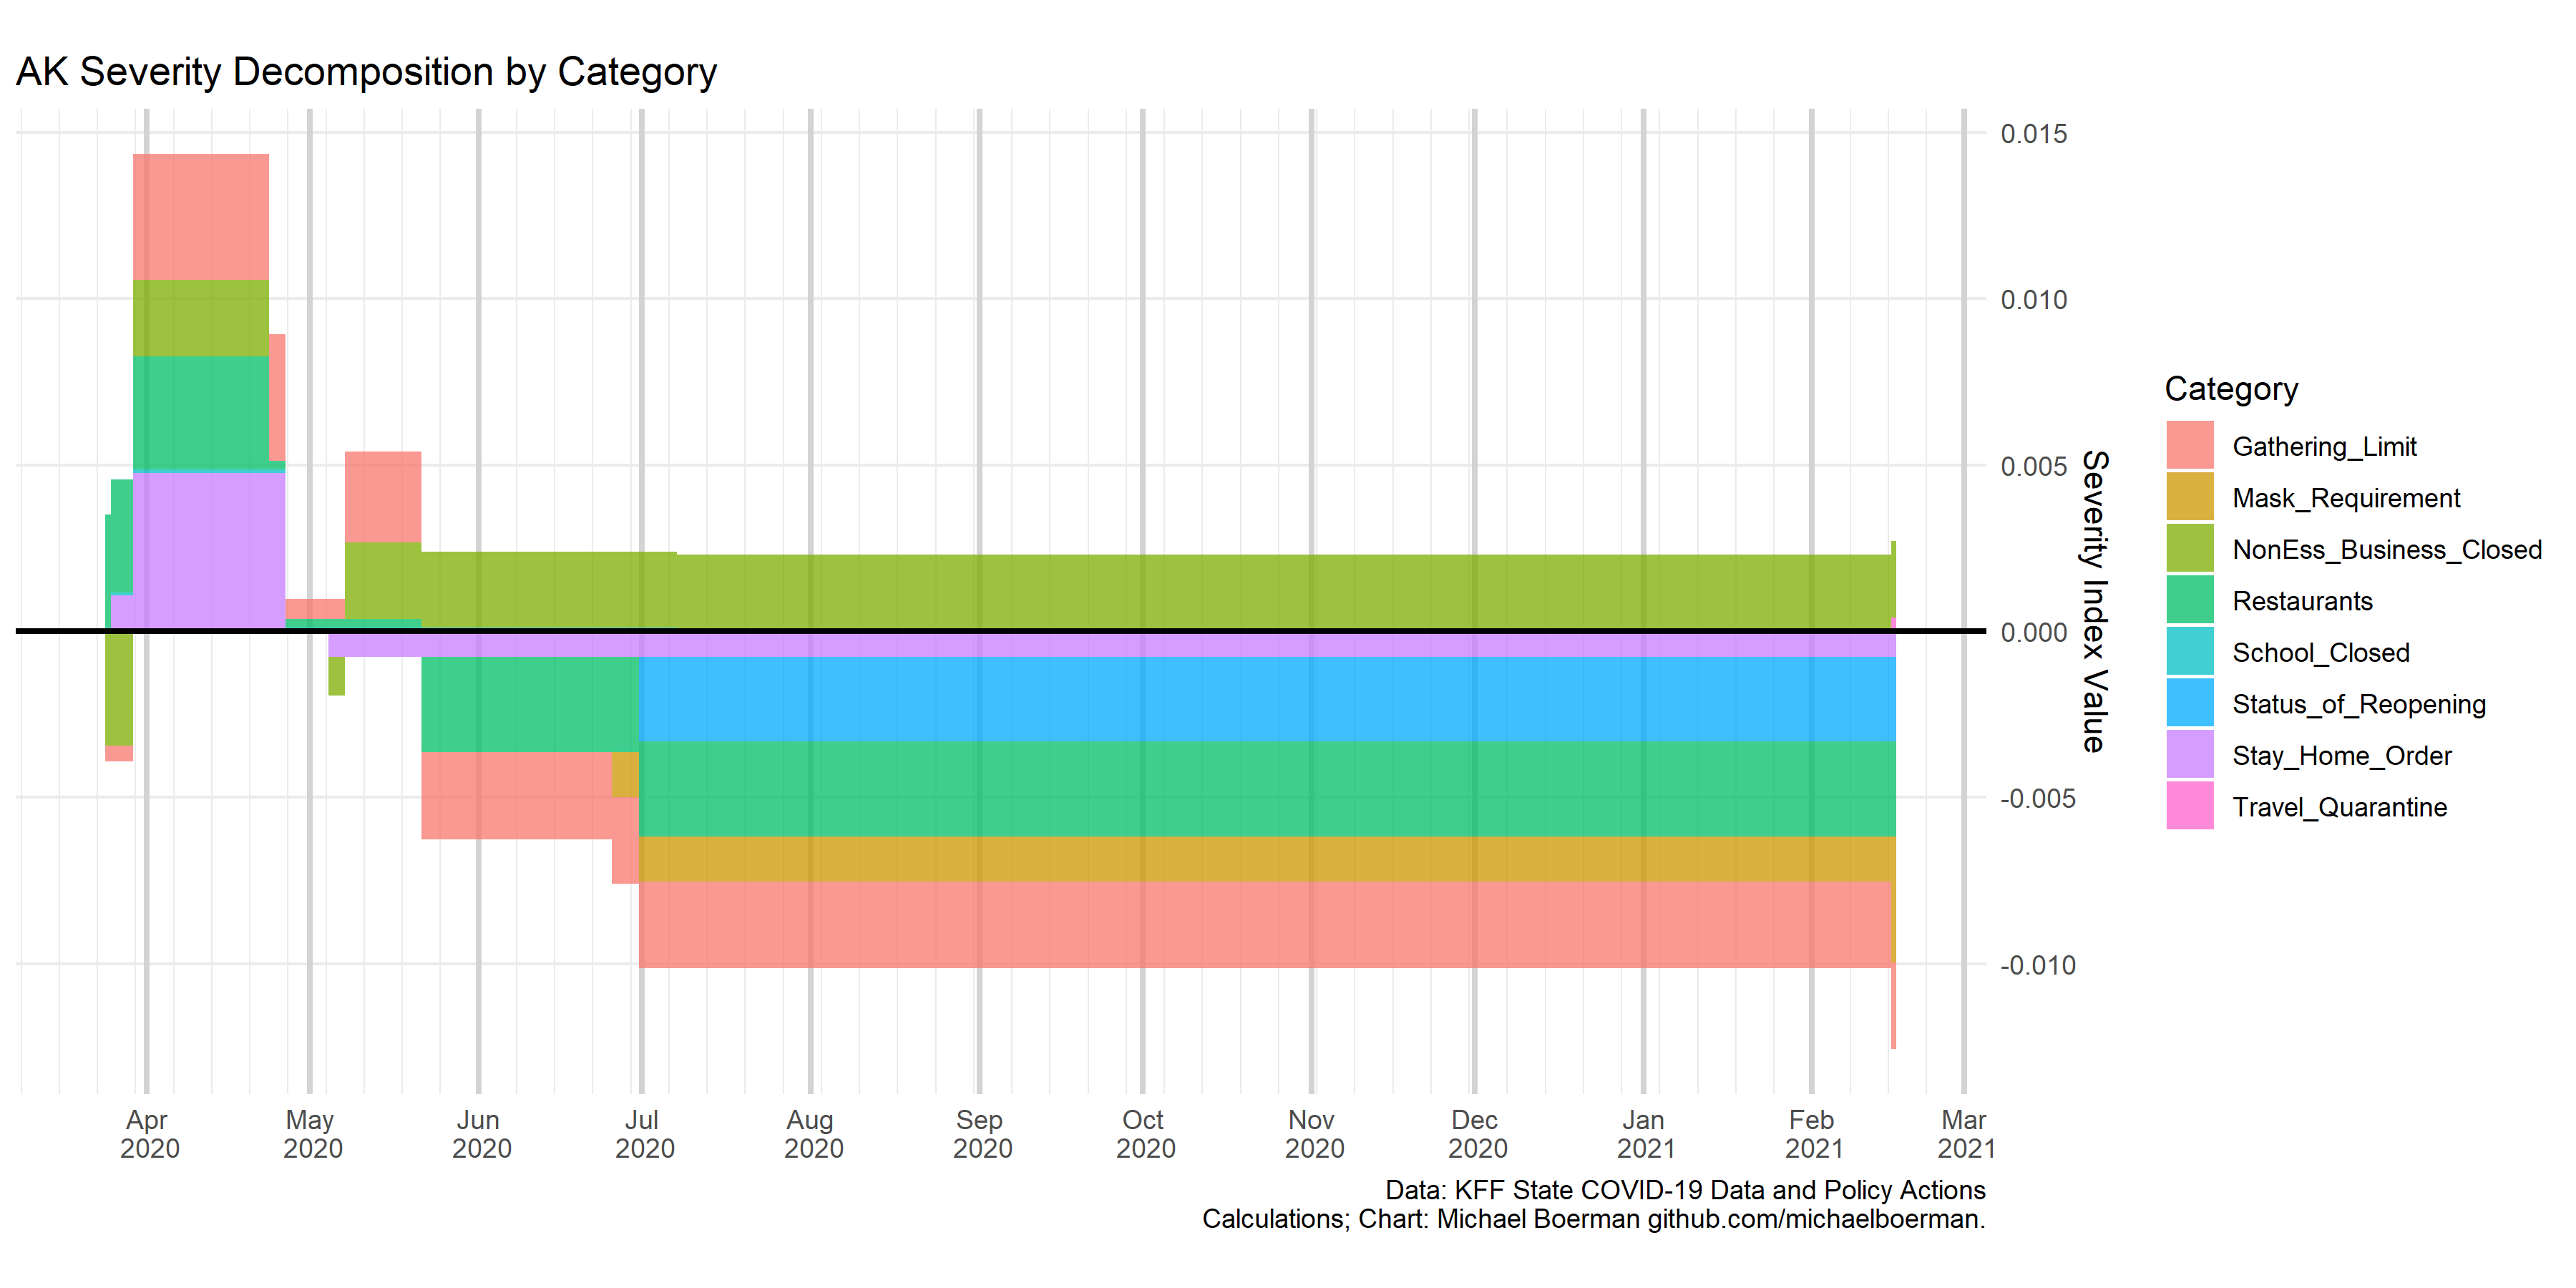 AK Severity Decomposition by Category
0.015
0.010
0.005
0.000
-0.005
-0.010
Severity Index Value
Apr
2020
May
2020
Jun
2020
Jul
2020
Aug
2020
Sep
2020
Oct
2020
Nov
2020
Dec
2020
Jan
2021
Feb
2021
Mar
2021
Category
Gathering_Limit
Mask_Requirement
NonEss_Business_Closed
Restaurants
School_Closed
Status_of_Reopening
Stay_Home_Order
Travel_Quarantine
Data: KFF State COVID-19 Data and Policy Actions
Calculations; Chart: Michael Boerman github.com/michaelboerman.